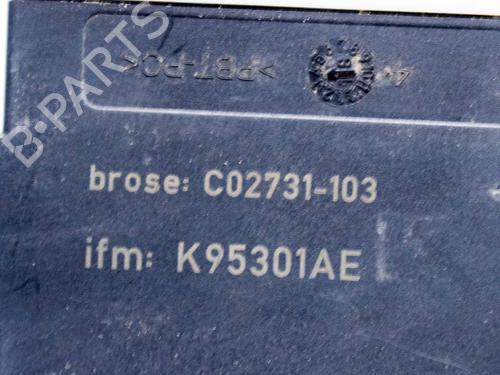 >PBT-PC<
B-PARTS
brose: C02731-103
ifm: K95301AE